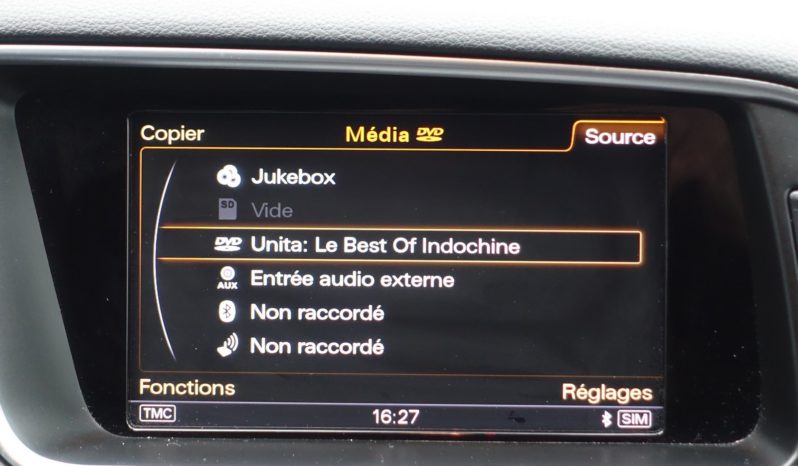 Copier Média DVD Source
Jukebox
SD Vide
DVD Unita: Le Best Of Indochine
AUX Entrée audio externe
Non raccordé
Non raccordé
Fonctions Réglages
TMC 16:27 SIM